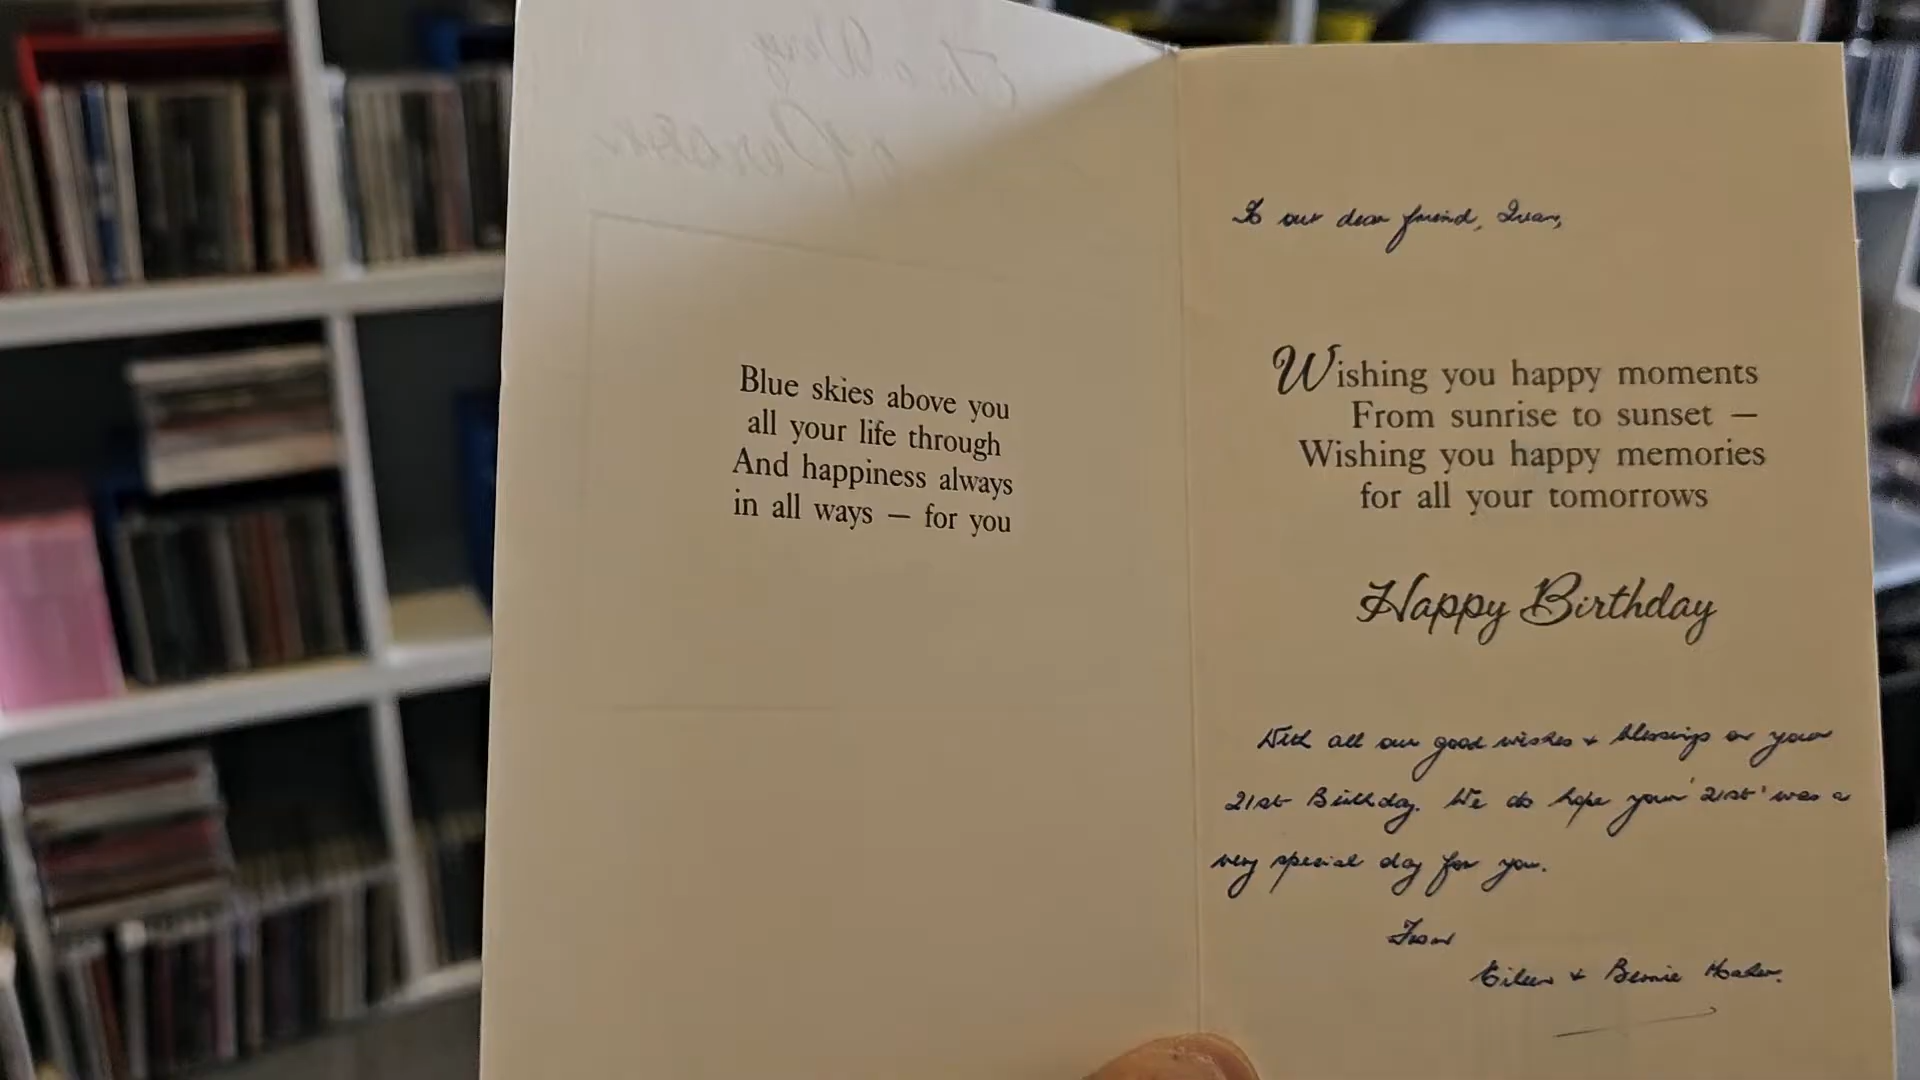 Blue skies above you
all your life through
And happiness always
in all ways — for you
To our dear friend,
Wishing you happy moments
From sunrise to sunset —
Wishing you happy memories
for all your tomorrows
Happy Birthday
With all our good wishes + blessings on your
21st Birthday. We do hope your '21st' was a
very special day for you.
From
Eileen + Bernie